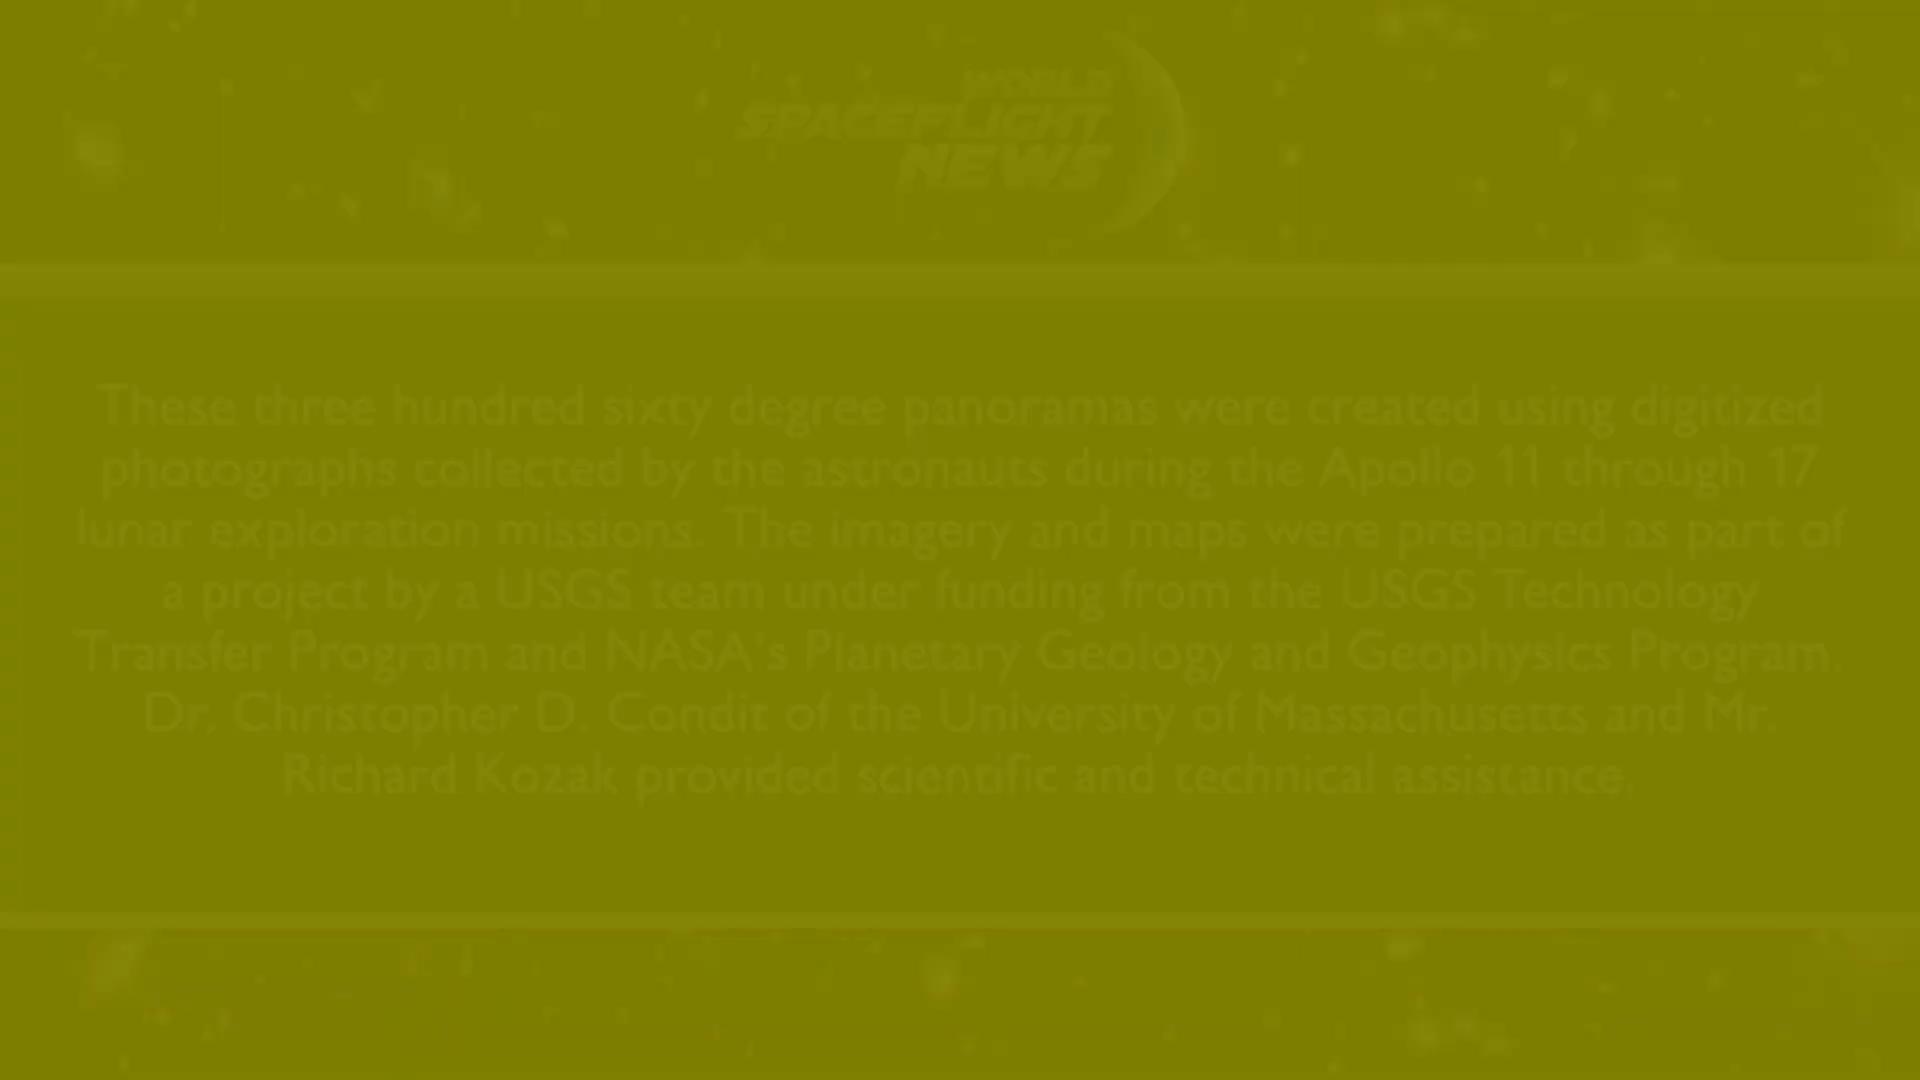 WORLD
SPACEFLIGHT
NEWS
These three hundred sixty degree panoramas were created using digitized
photographs collected by the astronauts during the Apollo 11 through 17
lunar exploration missions. The imagery and maps were prepared as part of
a project by a USGS team under funding from the USGS Technology
Transfer Program and NASA's Planetary Geology and Geophysics Program.
Dr. Christopher D. Condit of the University of Massachusetts and Mr.
Richard Kozak provided scientific and technical assistance.